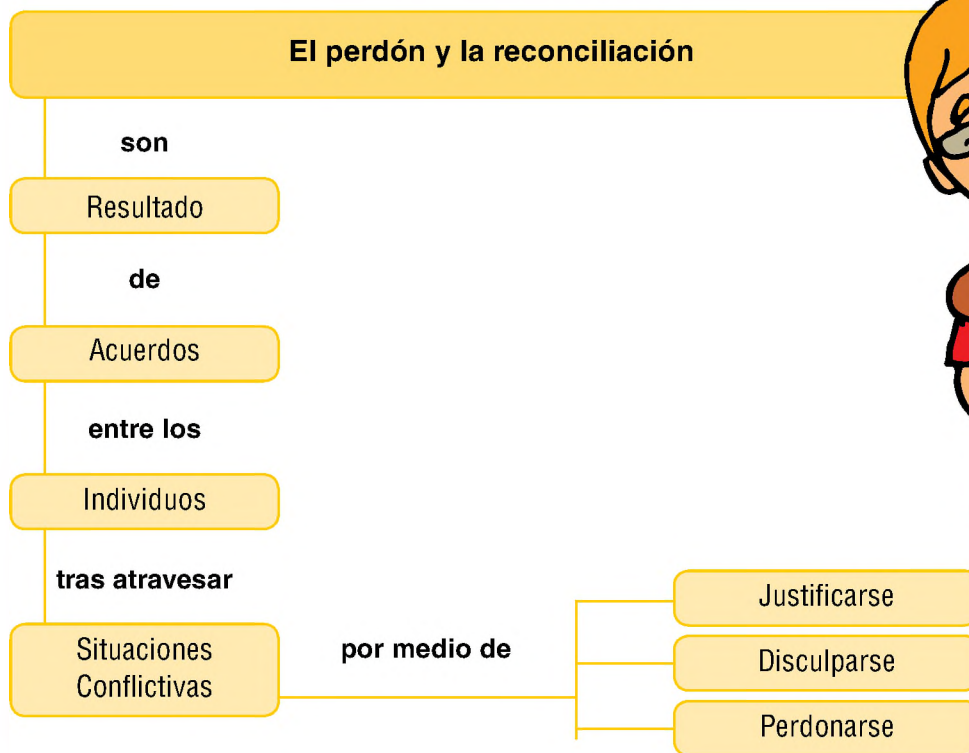 El perdón y la reconciliación
son
Resultado
de
Acuerdos
entre los
Individuos
tras atravesar
Situaciones
Conflictivas
por medio de
Justificarse
Disculparse
Perdonarse